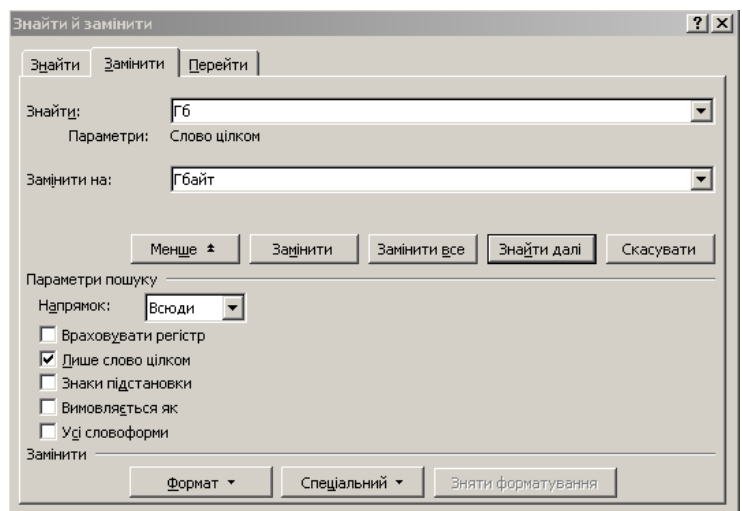 Знайти й замінити
Знайти Замінити Перейти
Знайти: Гб
Параметри: Слово цілком
Замінити на: Гбайт
Менше Замінити Замінити все Знайти далі Скасувати
Параметри пошуку
Напрямок: Всюди
Враховувати регістр
Лише слово цілком
Знаки підстановки
Вимовляється як
Усі словоформи
Замінити
Формат Спеціальний Зняти форматування